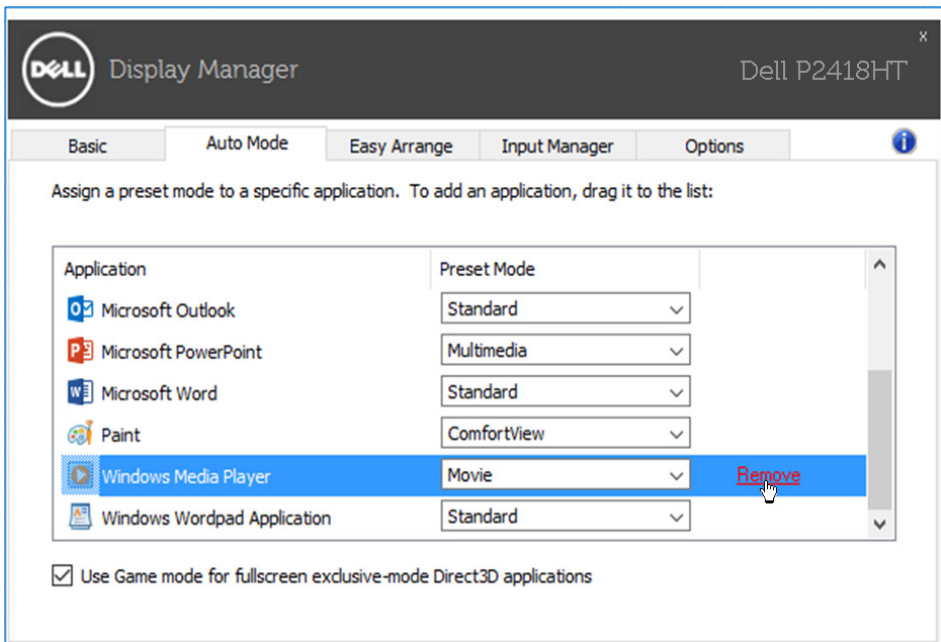 x
DELL Display Manager Dell P2418HT
Basic Auto Mode Easy Arrange Input Manager Options i
Assign a preset mode to a specific application. To add an application, drag it to the list:
Application Preset Mode
Microsoft Outlook Standard
Microsoft PowerPoint Multimedia
Microsoft Word Standard
Paint ComfortView
Windows Media Player Movie Remove
Windows Wordpad Application Standard
Use Game mode for fullscreen exclusive-mode Direct3D applications